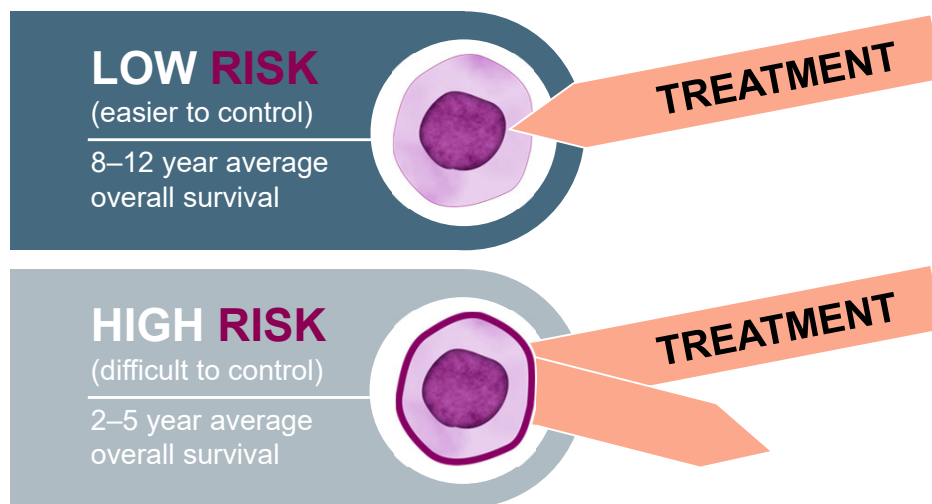 LOW RISK
(easier to control)
8–12 year average
overall survival
TREATMENT
HIGH RISK
(difficult to control)
2–5 year average
overall survival
TREATMENT